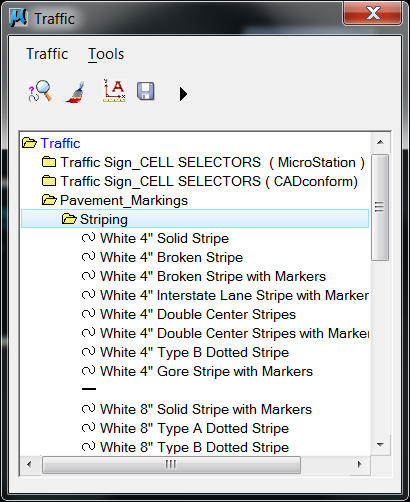 Traffic
Traffic Tools
Traffic
Traffic Sign_CELL SELECTORS ( MicroStation )
Traffic Sign_CELL SELECTORS ( CADconform)
Pavement_Markings
Striping
White 4" Solid Stripe
White 4" Broken Stripe
White 4" Broken Stripe with Markers
White 4" Interstate Lane Stripe with Marker
White 4" Double Center Stripes
White 4" Double Center Stripes with Marker
White 4" Type B Dotted Stripe
White 4" Gore Stripe with Markers
White 8" Solid Stripe with Markers
White 8" Type A Dotted Stripe
White 8" Type B Dotted Stripe